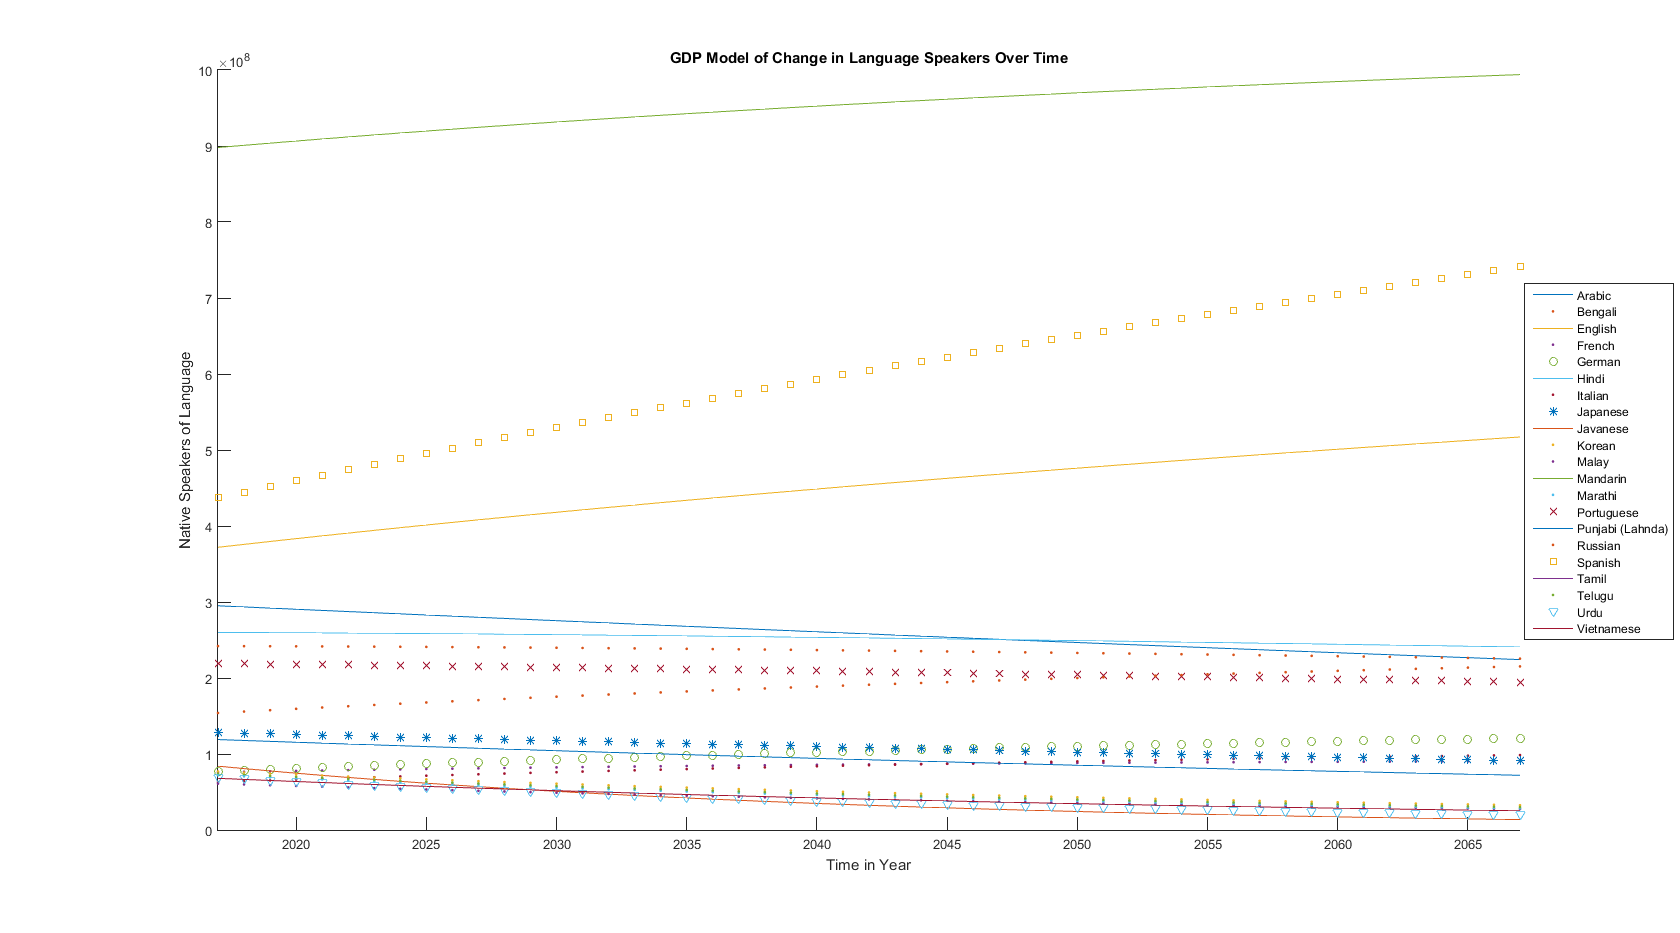 GDP Model of Change in Language Speakers Over Time
×10^8
10
9
8
7
6
5
4
3
2
1
0
Native Speakers of Language
2020 2025 2030 2035 2040 2045 2050 2055 2060 2065
Time in Year
Arabic
Bengali
English
French
German
Hindi
Italian
Japanese
Javanese
Korean
Malay
Mandarin
Marathi
Portuguese
Punjabi (Lahnda)
Russian
Spanish
Tamil
Telugu
Urdu
Vietnamese